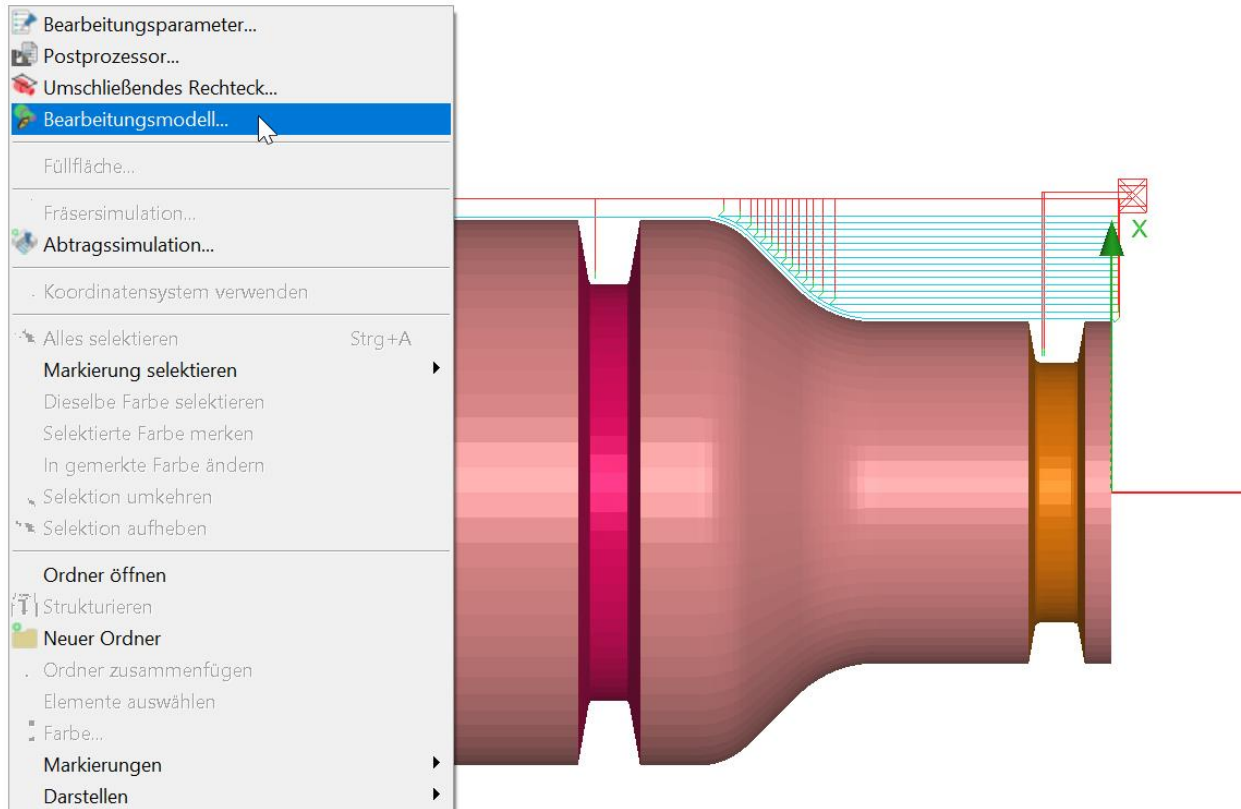 Bearbeitungsparameter...
Postprozessor...
Umschließendes Rechteck...
Bearbeitungsmodell...
Füllfläche...
Fräsersimulation...
Abtragssimulation...
Koordinatensystem verwenden
Alles selektieren Strg+A
Markierung selektieren
Dieselbe Farbe selektieren
Selektierte Farbe merken
In gemerkte Farbe ändern
Selektion umkehren
Selektion aufheben
Ordner öffnen
Strukturieren
Neuer Ordner
Ordner zusammenfügen
Elemente auswählen
Farbe...
Markierungen
Darstellen
X